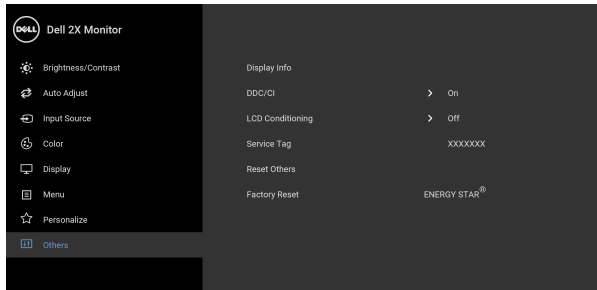 DELL
Dell 2X Monitor
Brightness/Contrast
Auto Adjust
Input Source
Color
Display
Menu
Personalize
Others
Display Info
DDC/CI > On
LCD Conditioning > Off
Service Tag XXXXXXX
Reset Others
Factory Reset ENERGY STAR®